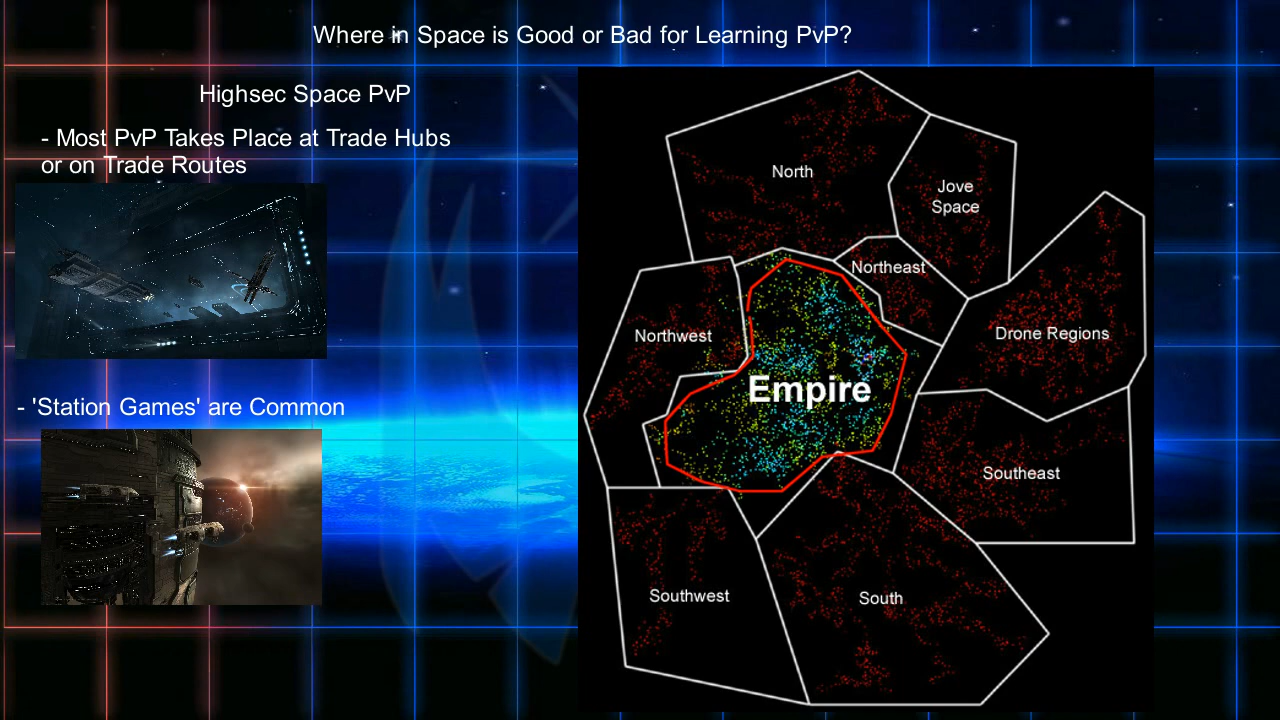 Where in Space is Good or Bad for Learning PvP?
Highsec Space PvP
- Most PvP Takes Place at Trade Hubs
or on Trade Routes
- 'Station Games' are Common
North
Jove
Space
Northeast
Northwest
Drone Regions
Empire
Southeast
Southwest
South